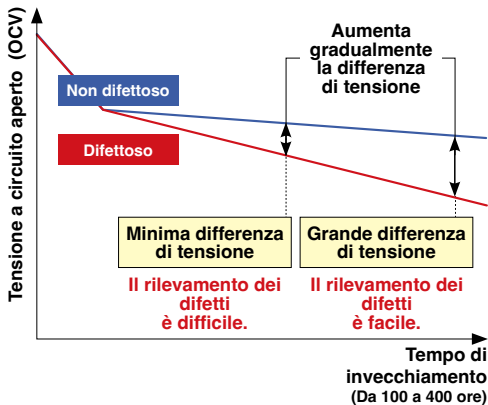 Tensione a circuito aperto (OCV)
Aumenta
gradualmente
la differenza
di tensione
Non difettoso
Difettoso
Minima differenza
di tensione
Grande differenza
di tensione
Il rilevamento dei
difetti
è difficile.
Il rilevamento dei
difetti
è facile.
Tempo di
invecchiamento
(Da 100 a 400 ore)